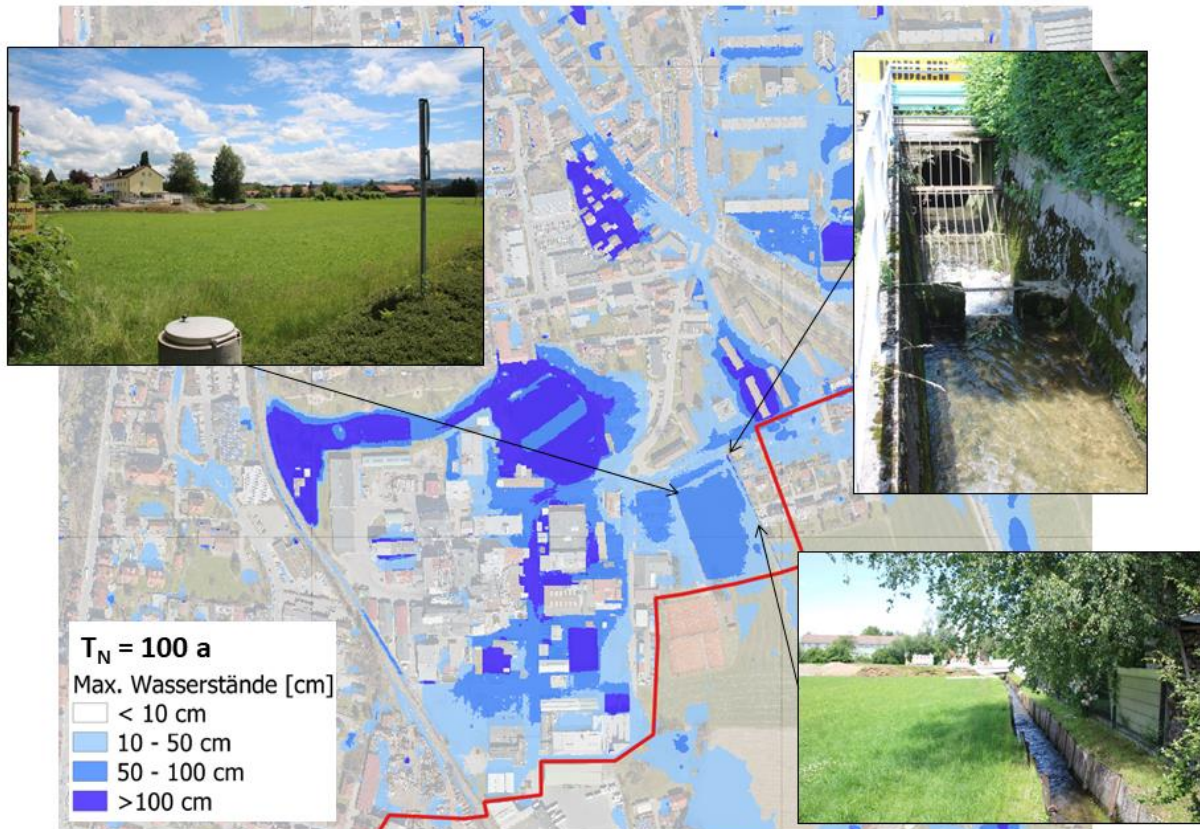 T_N = 100 a
Max. Wasserstände [cm]
< 10 cm
10 - 50 cm
50 - 100 cm
>100 cm